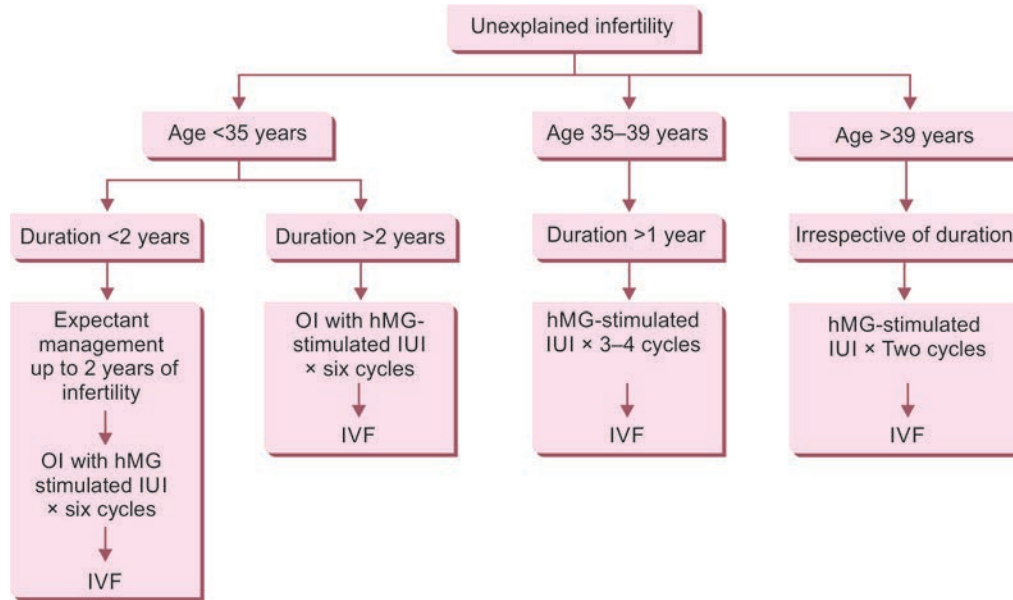 Unexplained infertility
Age <35 years
Age 35–39 years
Age >39 years
Duration <2 years
Duration >2 years
Duration >1 year
Irrespective of duration
Expectant
management
up to 2 years of
infertility
OI with hMG
stimulated IUI
× six cycles
IVF
OI with hMG-
stimulated IUI
× six cycles
IVF
hMG-stimulated
IUI × 3–4 cycles
IVF
hMG-stimulated
IUI × Two cycles
IVF